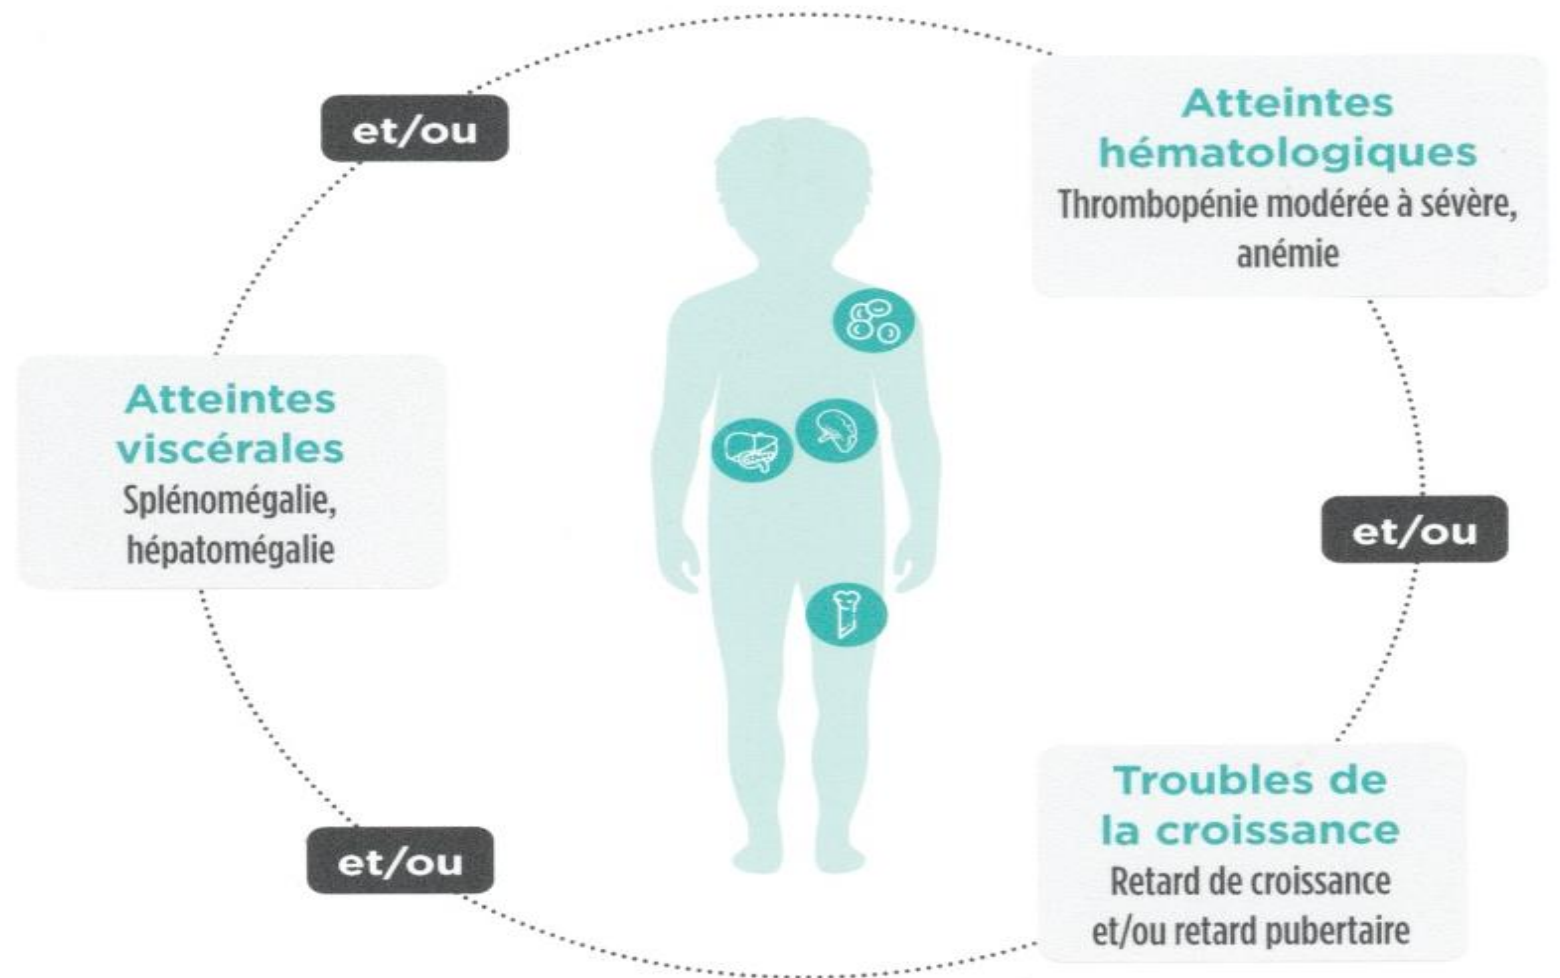 et/ou
Atteintes
hématologiques
Thrombopénie modérée à sévère,
anémie
Atteintes
viscérales
Splénomégalie,
hépatomégalie
et/ou
et/ou
Troubles de
la croissance
Retard de croissance
et/ou retard pubertaire